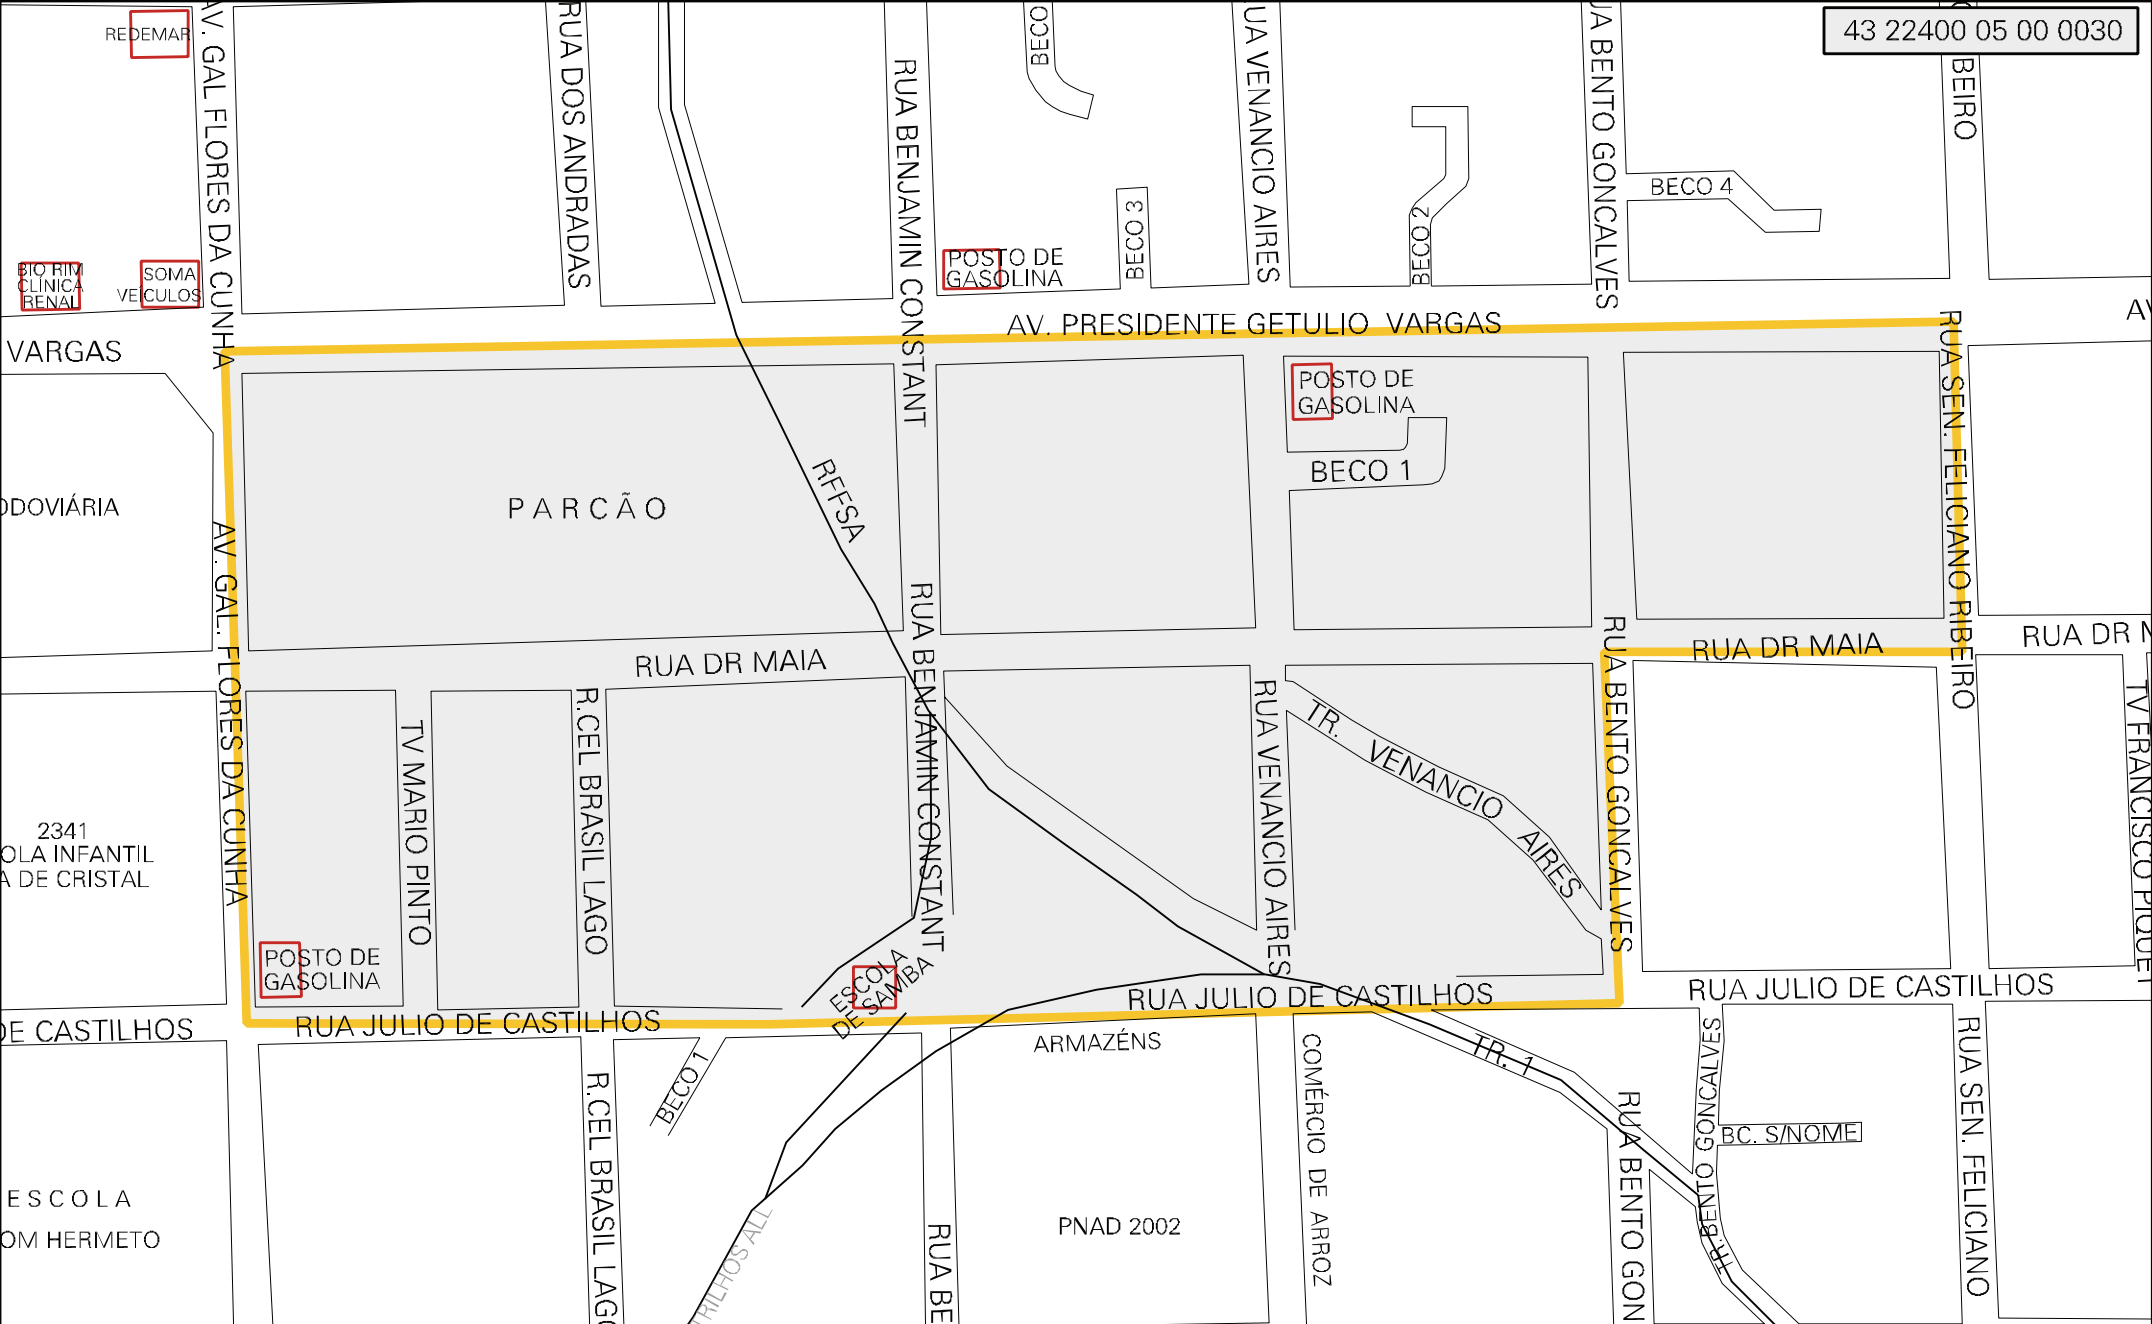 43 22400 05 00 0030
REDEMAR
AV. GAL FLORES DA CUNHA
RUA DOS ANDRADAS
RUA BENJAMIN CONSTANT
BECO
RUA VENANCIO AIRES
RUA BENTO GONCALVES
BEIRO
BECO 4
BECO 3
BECO 2
BIO RIM
CLÍNICA
RENAL
SOMA
VEÍCULOS
POSTO DE
GASOLINA
AV. PRESIDENTE GETULIO VARGAS
VARGAS
AV
RUA SEN. FELICIANO RIBEIRO
POSTO DE
GASOLINA
BECO 1
PARCÃO
RFFSA
ODOVIÁRIA
AV. GAL. FLORES DA CUNHA
RUA BENJAMIN CONSTANT
RUA DR MAIA
RUA DR MAIA
RUA DR M
RUA BENTO GONCALVES
TV MARIO PINTO
R.CEL BRASIL LAGO
RUA VENANCIO AIRES
TR. VENANCIO AIRES
TV FRANCISCO PIQUET
2341
OLA INFANTIL
A DE CRISTAL
POSTO DE
GASOLINA
ESCOLA
DE SAMBA
RUA JULIO DE CASTILHOS
RUA JULIO DE CASTILHOS
RUA JULIO DE CASTILHOS
DE CASTILHOS
ARMAZÉNS
BECO 1
R.CEL BRASIL LAGO
COMÉRCIO DE ARROZ
TR. 1
TR.BENTO GONCALVES
BC. S/NOME
RUA SEN. FELICIANO
RUA BENTO GON
ESCOLA
OM HERMETO
PNAD 2002
TRILHOS ALL
RUA BE